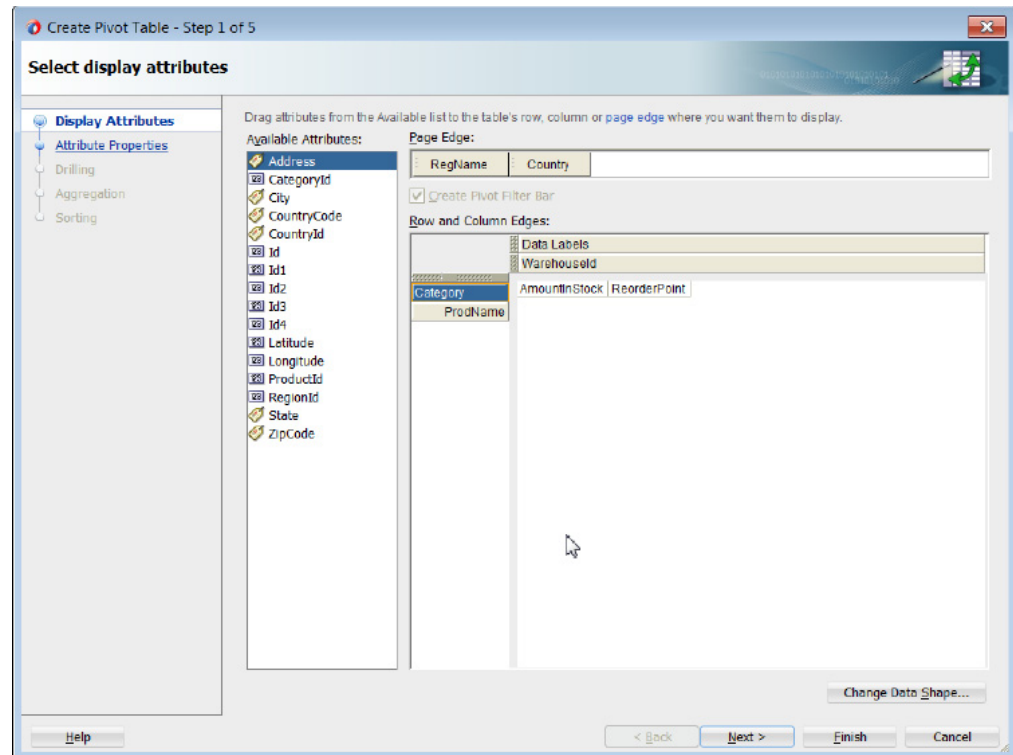 Create Pivot Table - Step 1 of 5
Select display attributes
Display Attributes
Attribute Properties
Drilling
Aggregation
Sorting
Drag attributes from the Available list to the table's row, column or page edge where you want them to display.
Available Attributes:
Address
CategoryId
City
CountryCode
CountryId
Id
Id1
Id2
Id3
Id4
Latitude
Longitude
ProductId
RegionId
State
ZipCode
Page Edge:
RegName Country
Create Pivot Filter Bar
Row and Column Edges:
Data Labels
WarehouseId
Category
ProdName
AmountInStock ReorderPoint
Change Data Shape...
Help
< Back Next > Finish Cancel